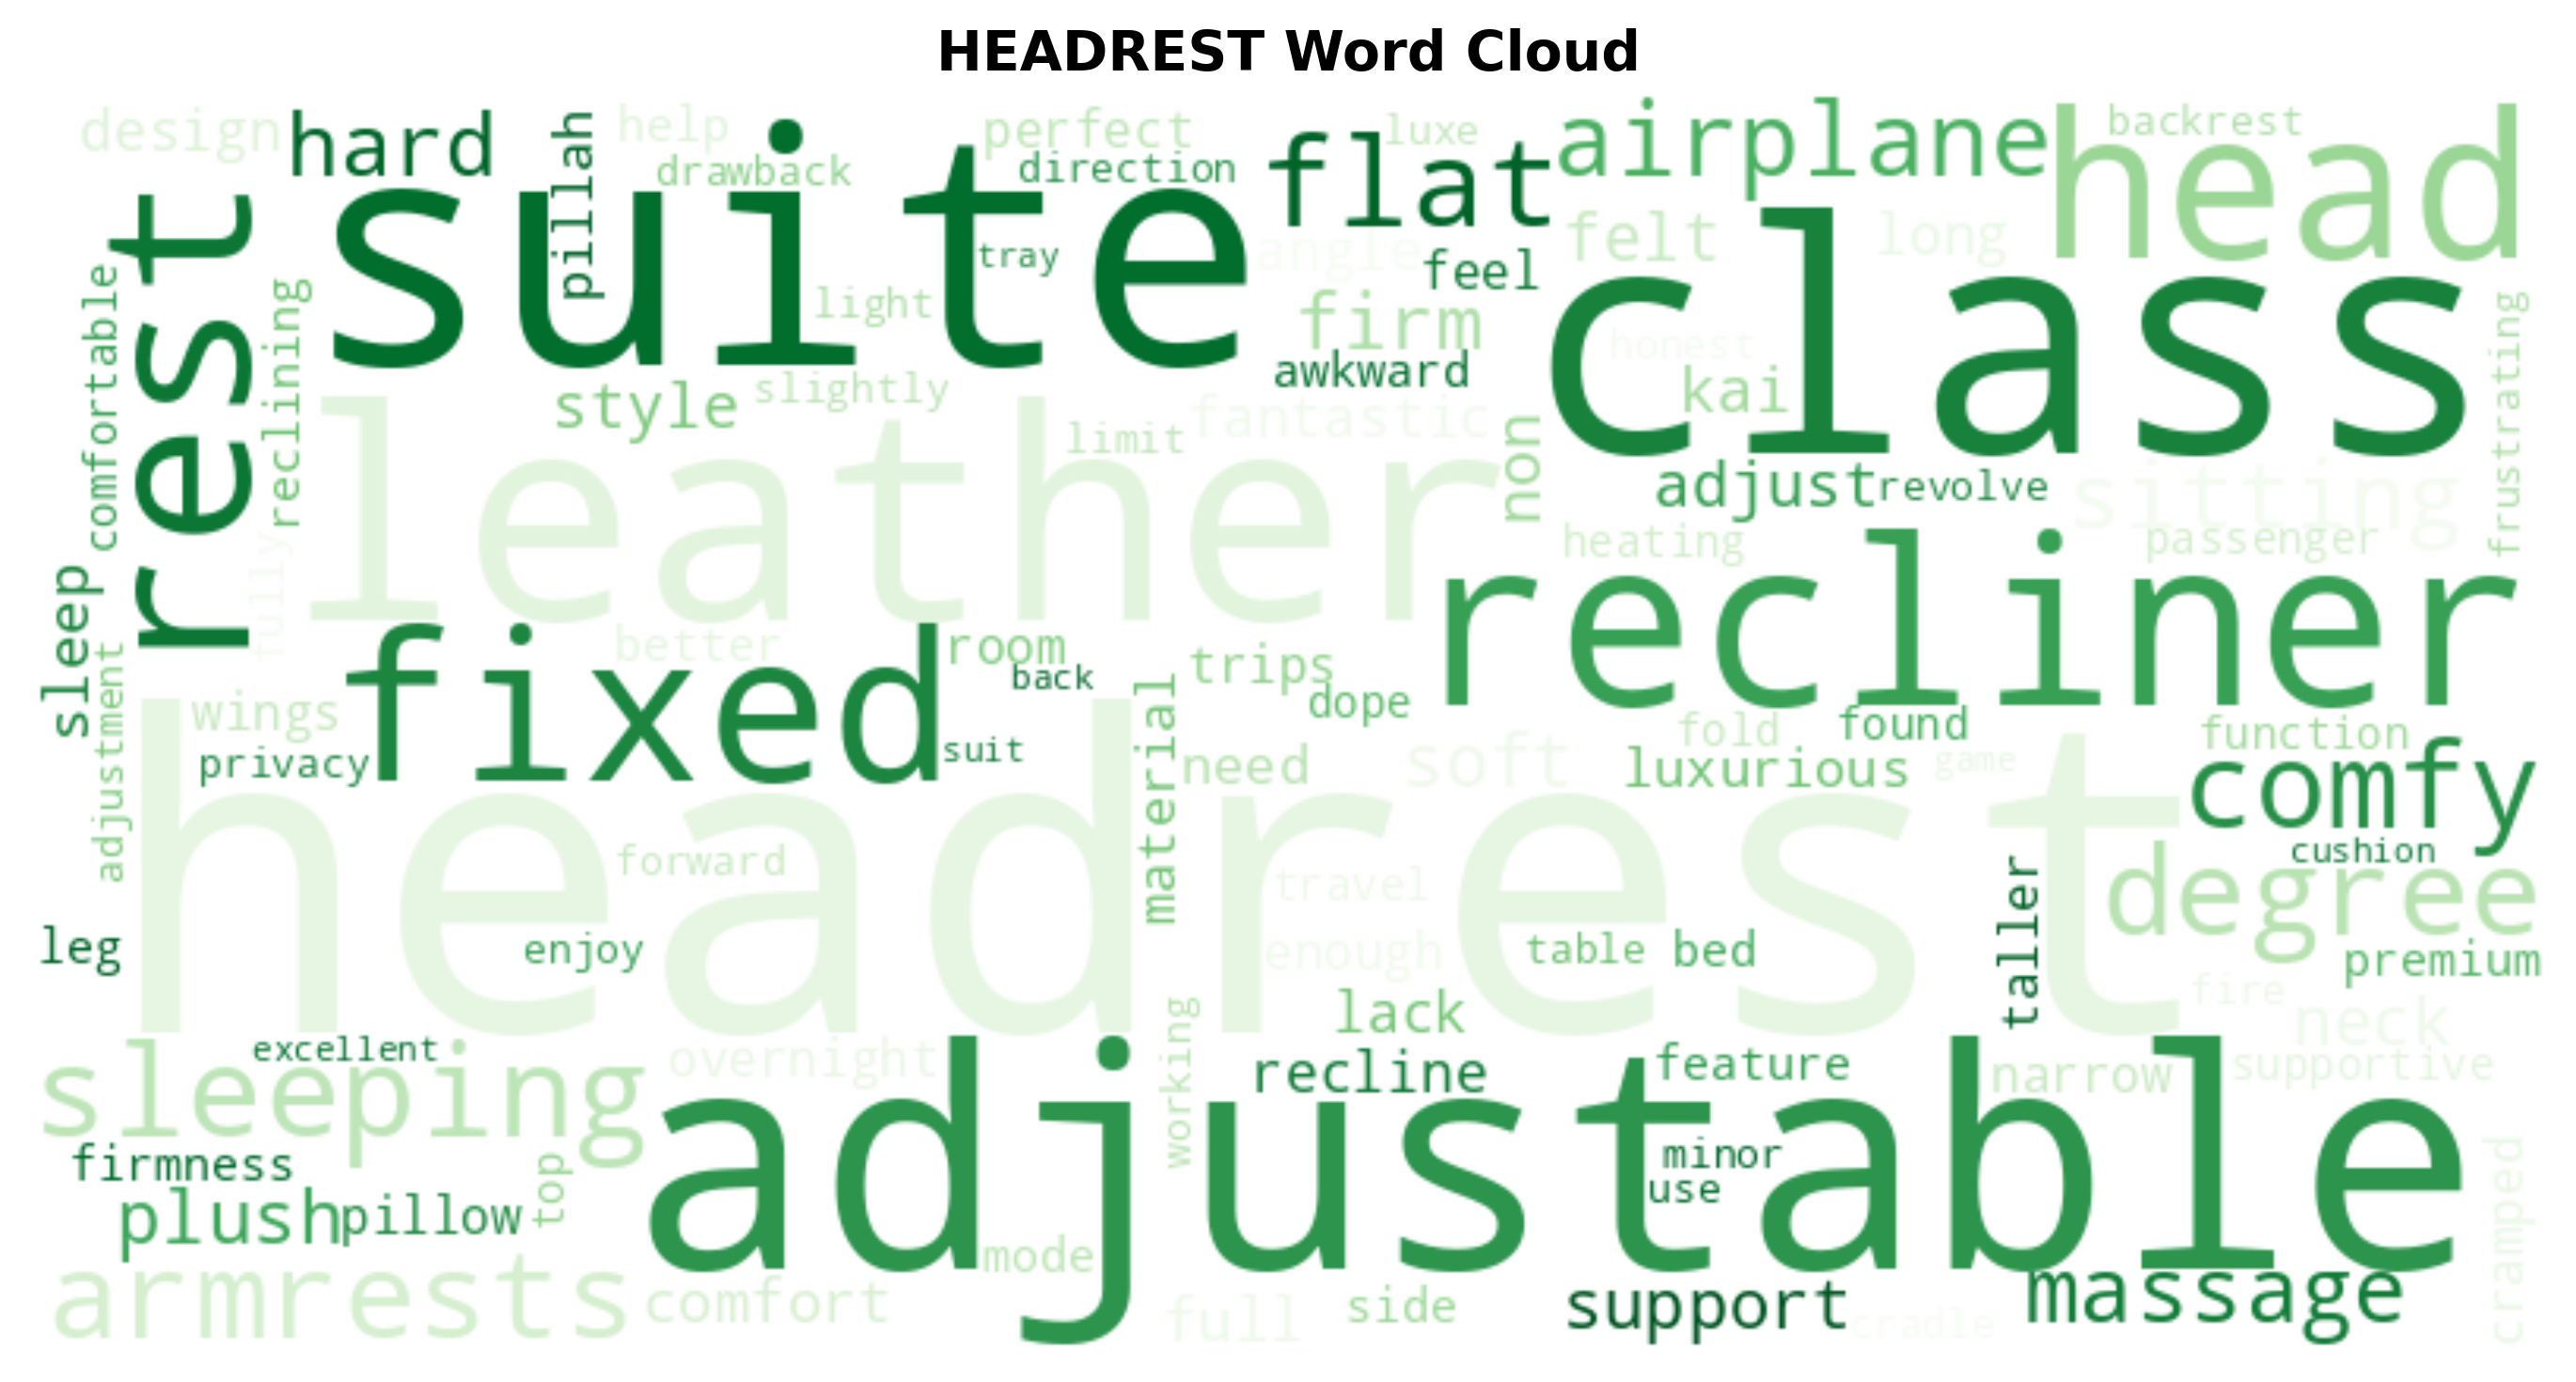 HEADREST Word Cloud
design
hard
pillah
help
drawback
perfect
direction
flat
luxe
airplane
backrest
head
rest
suite
tray
angle
feel
felt
long
class
comfortable
reclining
light
firm
honest
awkward
kai
frustrating
style
slightly
limit
fantastic
non
leather
adjust
revolve
sitting
heating
passenger
fully
sleep
recliner
fixed
better
room
back
trips
dope
adjustment
wings
privacy
suit
material
need
soft
fold
found
luxurious
game
function
comfy
headrest
forward
travel
taller
cushion
degree
leg
enjoy
enough
table
bed
premium
fire
neck
excellent
lack
working
sleeping
overnight
recline
feature
narrow
supportive
adjustable
minor
use
firmness
top
plush
pillow
cramped
armrests
comfort
mode
full
side
support
cradle
massage